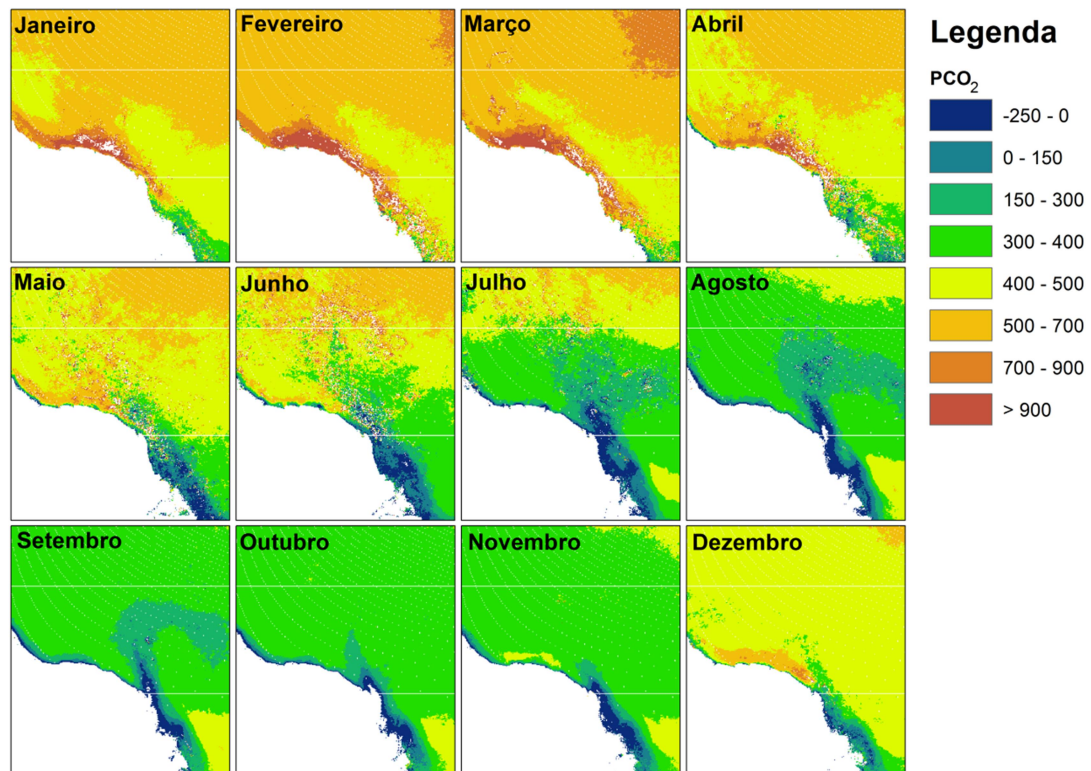 Janeiro
Fevereiro
Março
Abril
Maio
Junho
Julho
Agosto
Setembro
Outubro
Novembro
Dezembro
Legenda
PCO2
-250 - 0
0 - 150
150 - 300
300 - 400
400 - 500
500 - 700
700 - 900
> 900